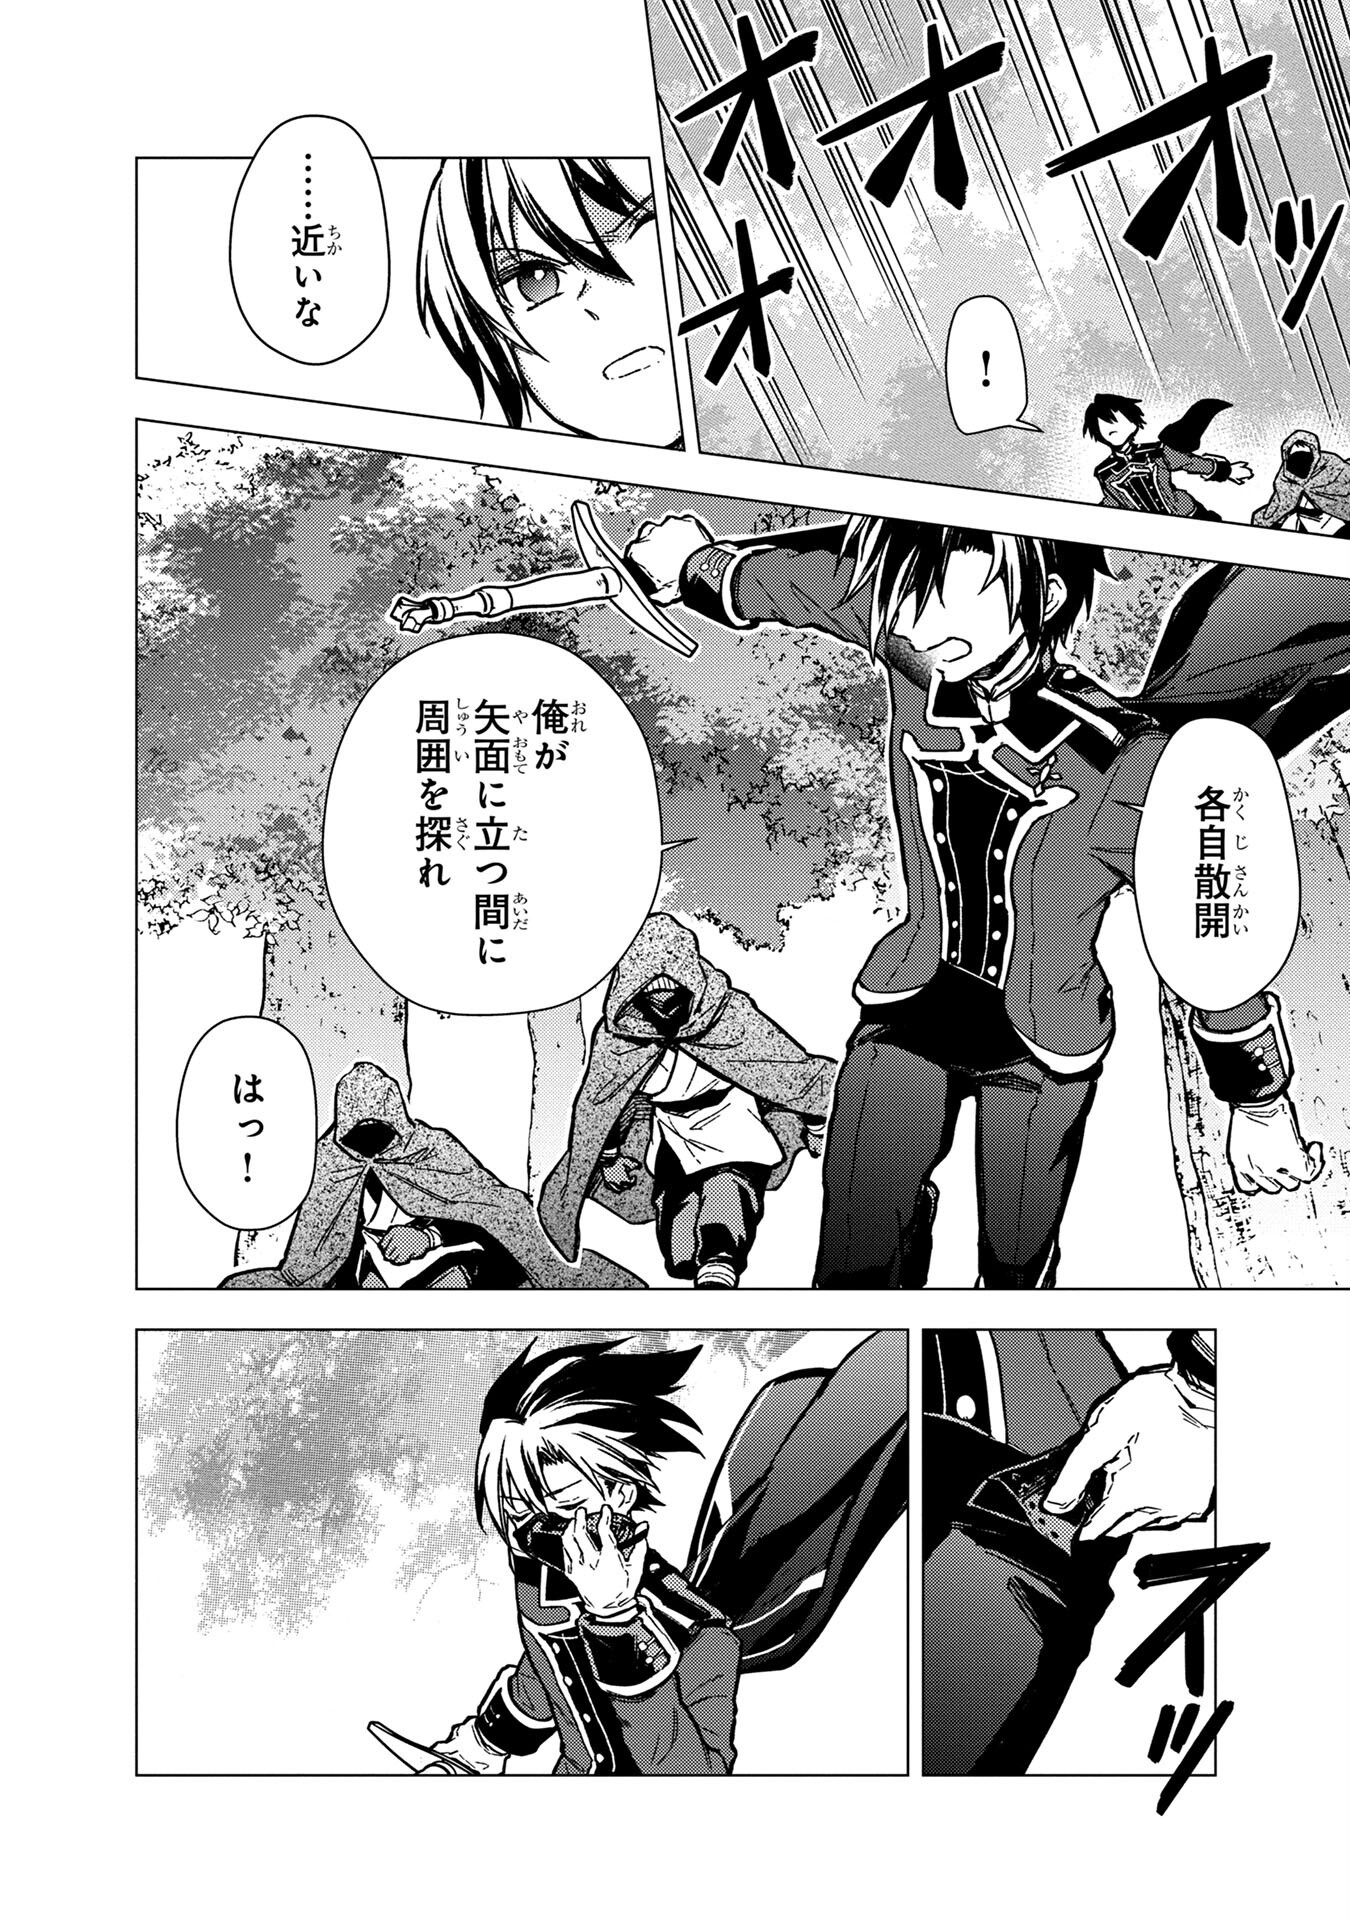 オオオオオッ
！
………近いな
各自散開
俺が
矢面に立つ間に
周囲を探れ
はっ！
スッ